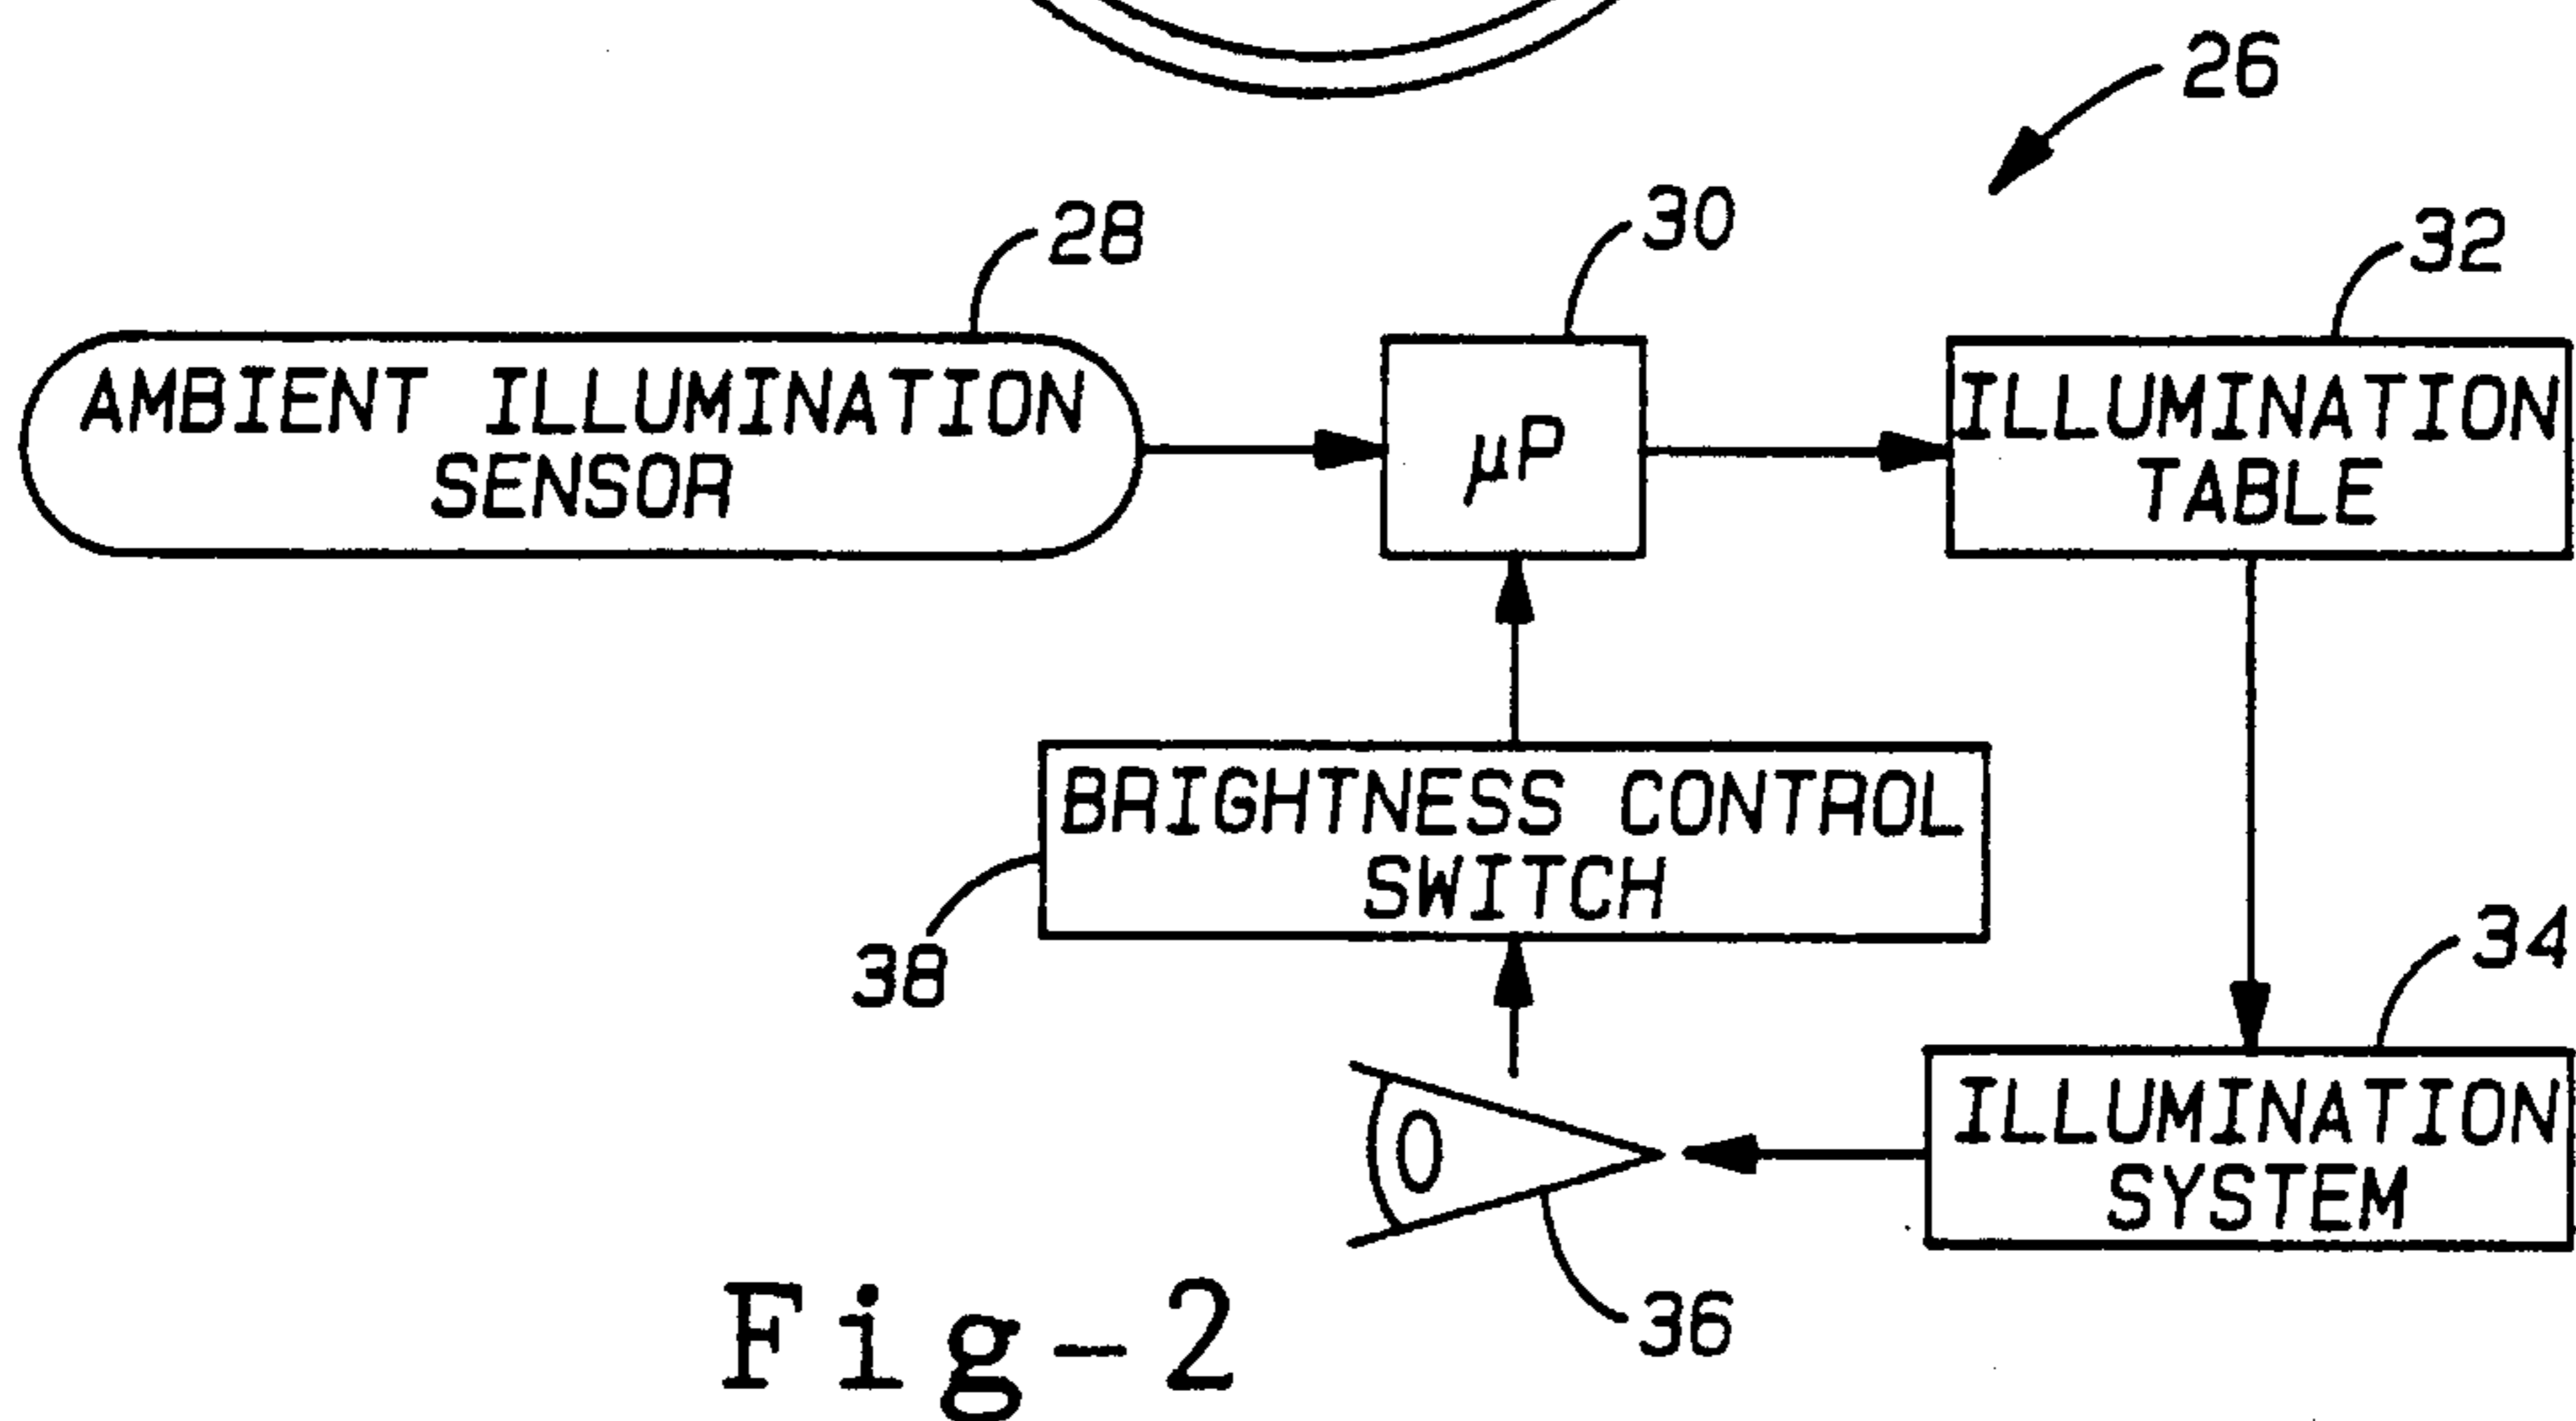 26
28
30
32
AMBIENT ILLUMINATION
SENSOR
μP
ILLUMINATION
TABLE
BRIGHTNESS CONTROL
SWITCH
38
34
ILLUMINATION
SYSTEM
36
Fig-2